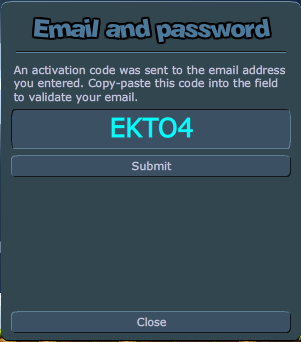 Email and password
An activation code was sent to the email address
you entered. Copy-paste this code into the field
to validate your email.
EKTO4
Submit
Close